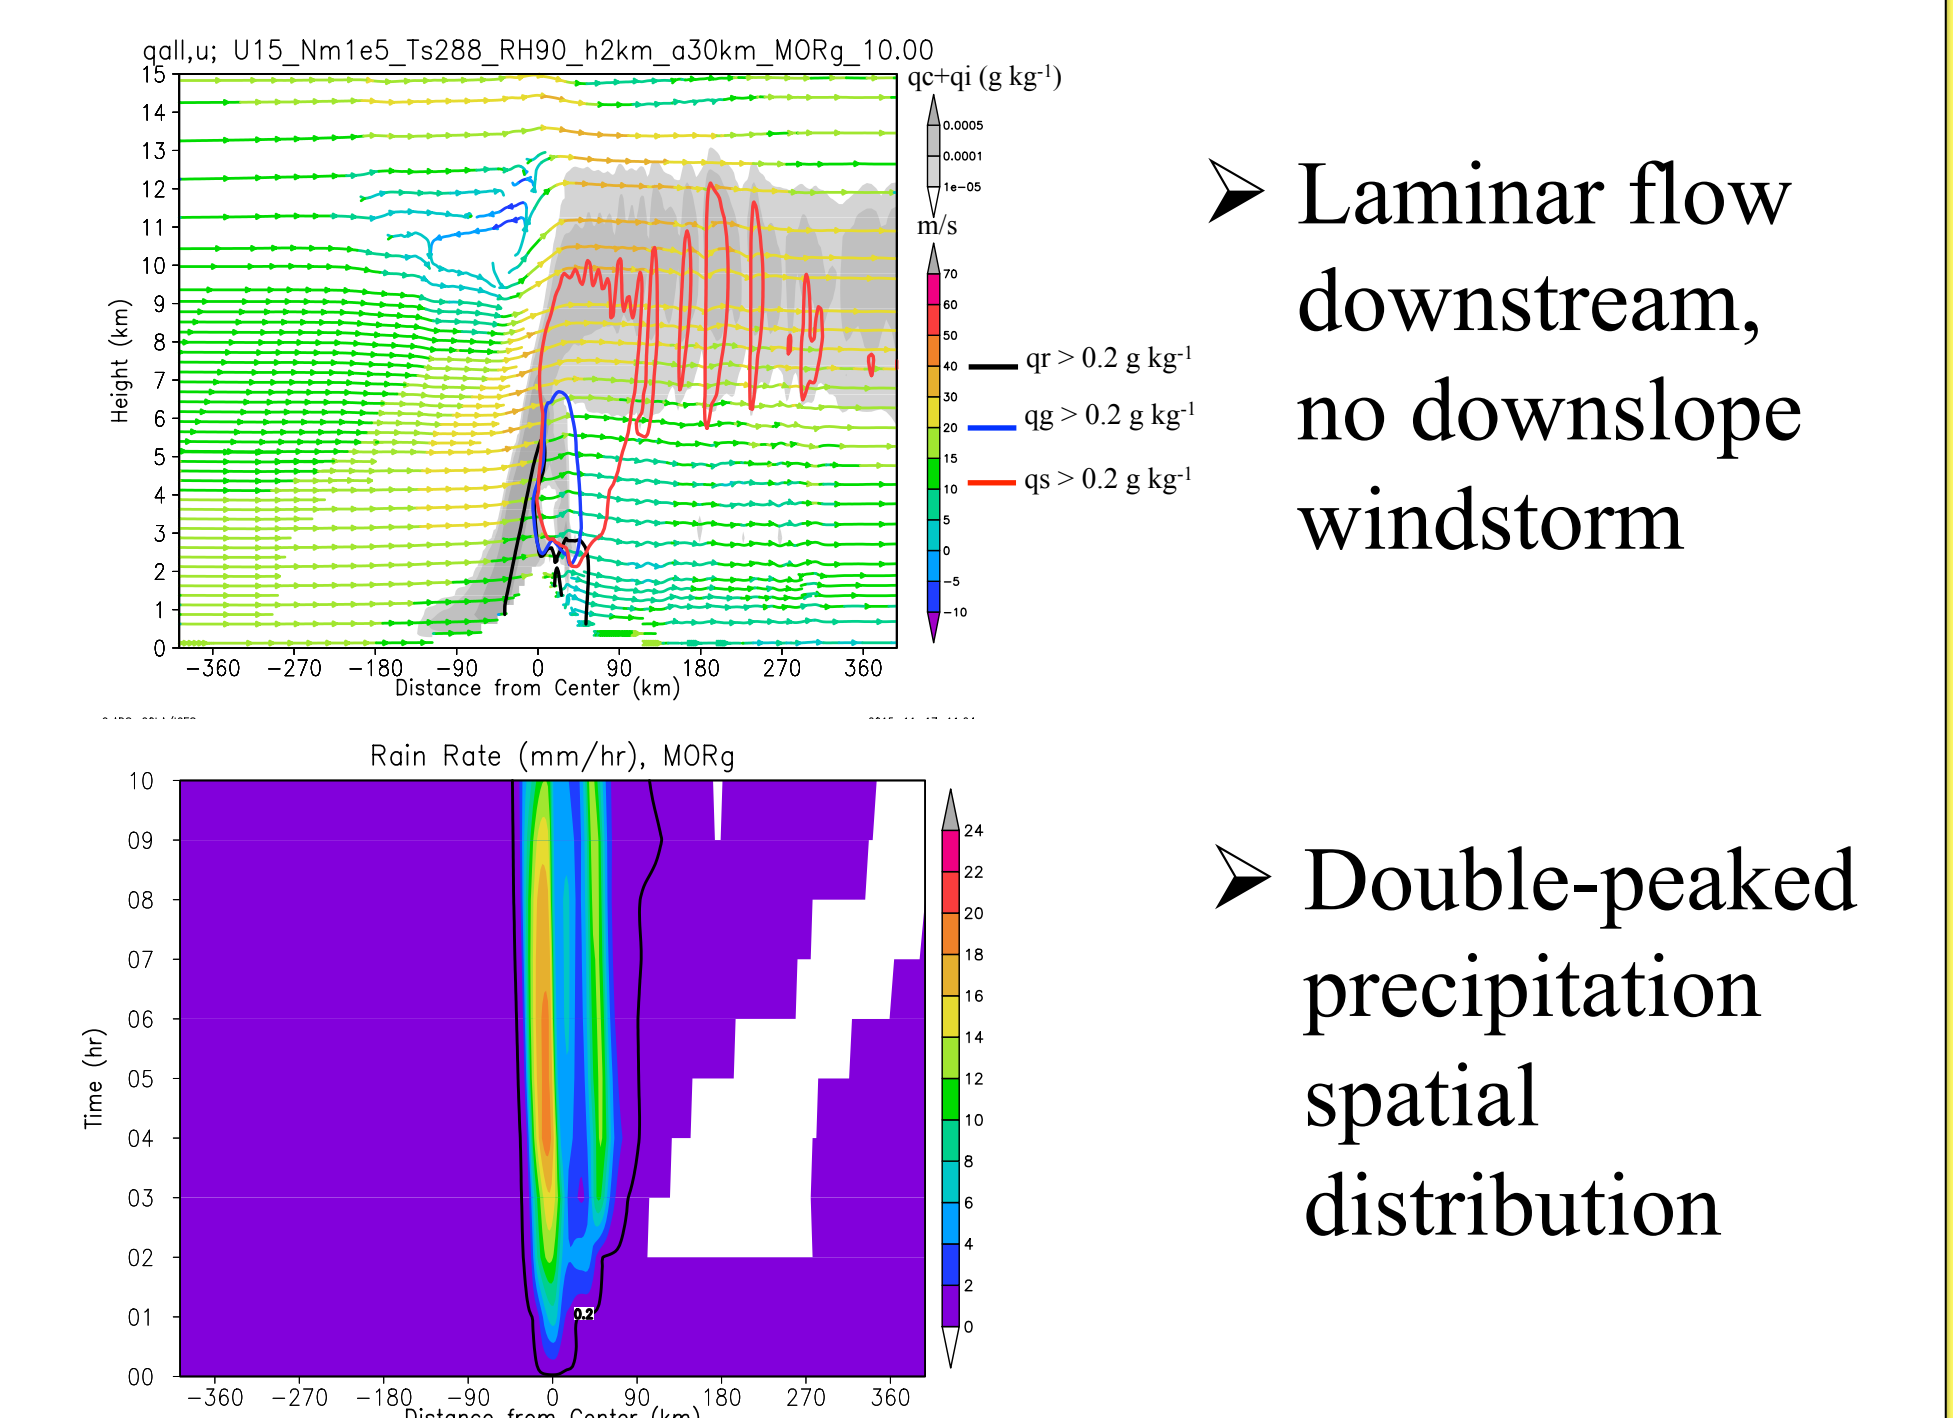 qall,u; U15_Nm1e5_Ts288_RH90_h2km_a30km_MORg_10.00
qc+qi (g kg-1)
0.0005
0.0001
1e-05
m/s
70
60
50
40
30
20
15
10
5
0
-5
-10
15
14
13
12
11
10
9
8
7
6
5
4
3
2
1
0
Height (km)
-360 -270 -180 -90 0 90 180 270 360
Distance from Center (km)
qr > 0.2 g kg-1
qg > 0.2 g kg-1
qs > 0.2 g kg-1
➢ Laminar flow
downstream,
no downslope
windstorm
Rain Rate (mm/hr), MORg
10
09
08
07
06
05
04
03
02
01
00
Time (hr)
0.2
24
22
20
18
16
14
12
10
8
6
4
2
0
-360 -270 -180 -90 0 90 180 270 360
Distance from Center (km)
➢ Double-peaked
precipitation
spatial
distribution